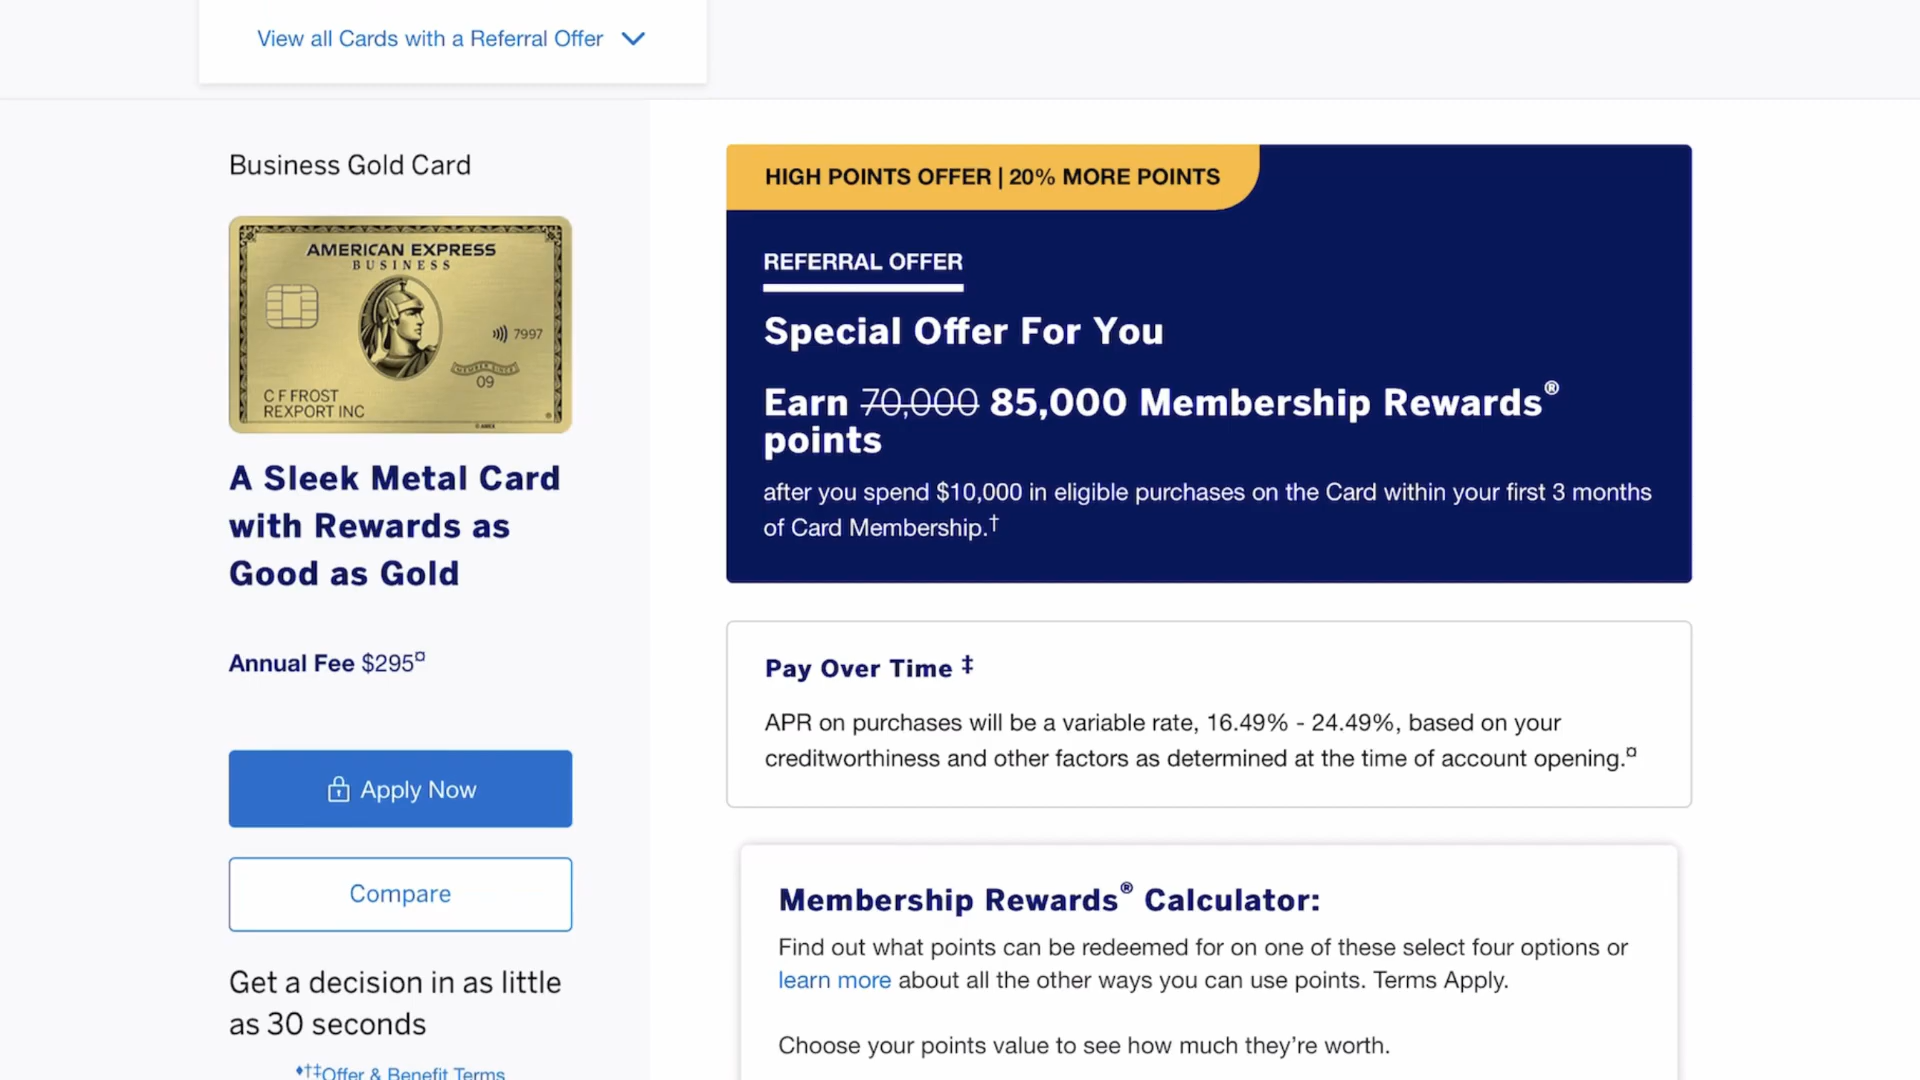 View all Cards with a Referral Offer
Business Gold Card
AMERICAN EXPRESS
BUSINESS
7997
MEMBER SINCE
09
C F FROST
REXPORT INC
© AMEX
®
A Sleek Metal Card
with Rewards as
Good as Gold
Annual Fee $295¤
Apply Now
Compare
Get a decision in as little
as 30 seconds
♦†‡Offer & Benefit Terms
HIGH POINTS OFFER | 20% MORE POINTS
REFERRAL OFFER
Special Offer For You
Earn 70,000 85,000 Membership Rewards®
points
after you spend $10,000 in eligible purchases on the Card within your first 3 months
of Card Membership.†
Pay Over Time ‡
APR on purchases will be a variable rate, 16.49% - 24.49%, based on your
creditworthiness and other factors as determined at the time of account opening.¤
Membership Rewards® Calculator:
Find out what points can be redeemed for on one of these select four options or
learn more about all the other ways you can use points. Terms Apply.
Choose your points value to see how much they’re worth.